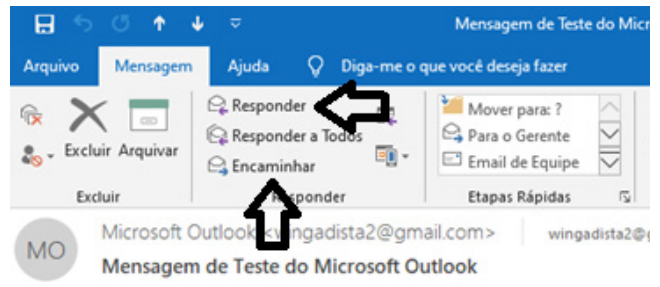 Mensagem de Teste do Micr
Arquivo Mensagem Ajuda Diga-me o que você deseja fazer
Responder
Responder a Todos
Encaminhar
Excluir Arquivar
Mover para: ?
Para o Gerente
Email de Equipe
Excluir Responder Etapas Rápidas
MO
Microsoft Outlook <wingadista2@gmail.com> wingadista2@g
Mensagem de Teste do Microsoft Outlook